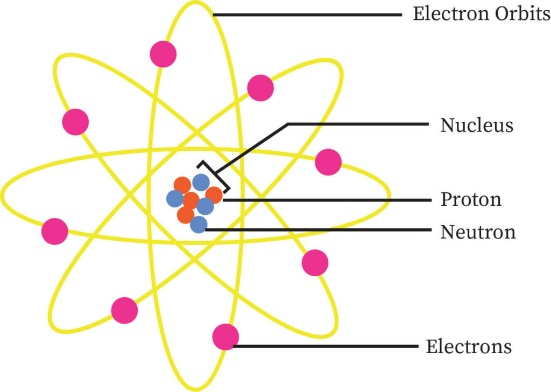 Electron Orbits
Nucleus
Proton
Neutron
Electrons